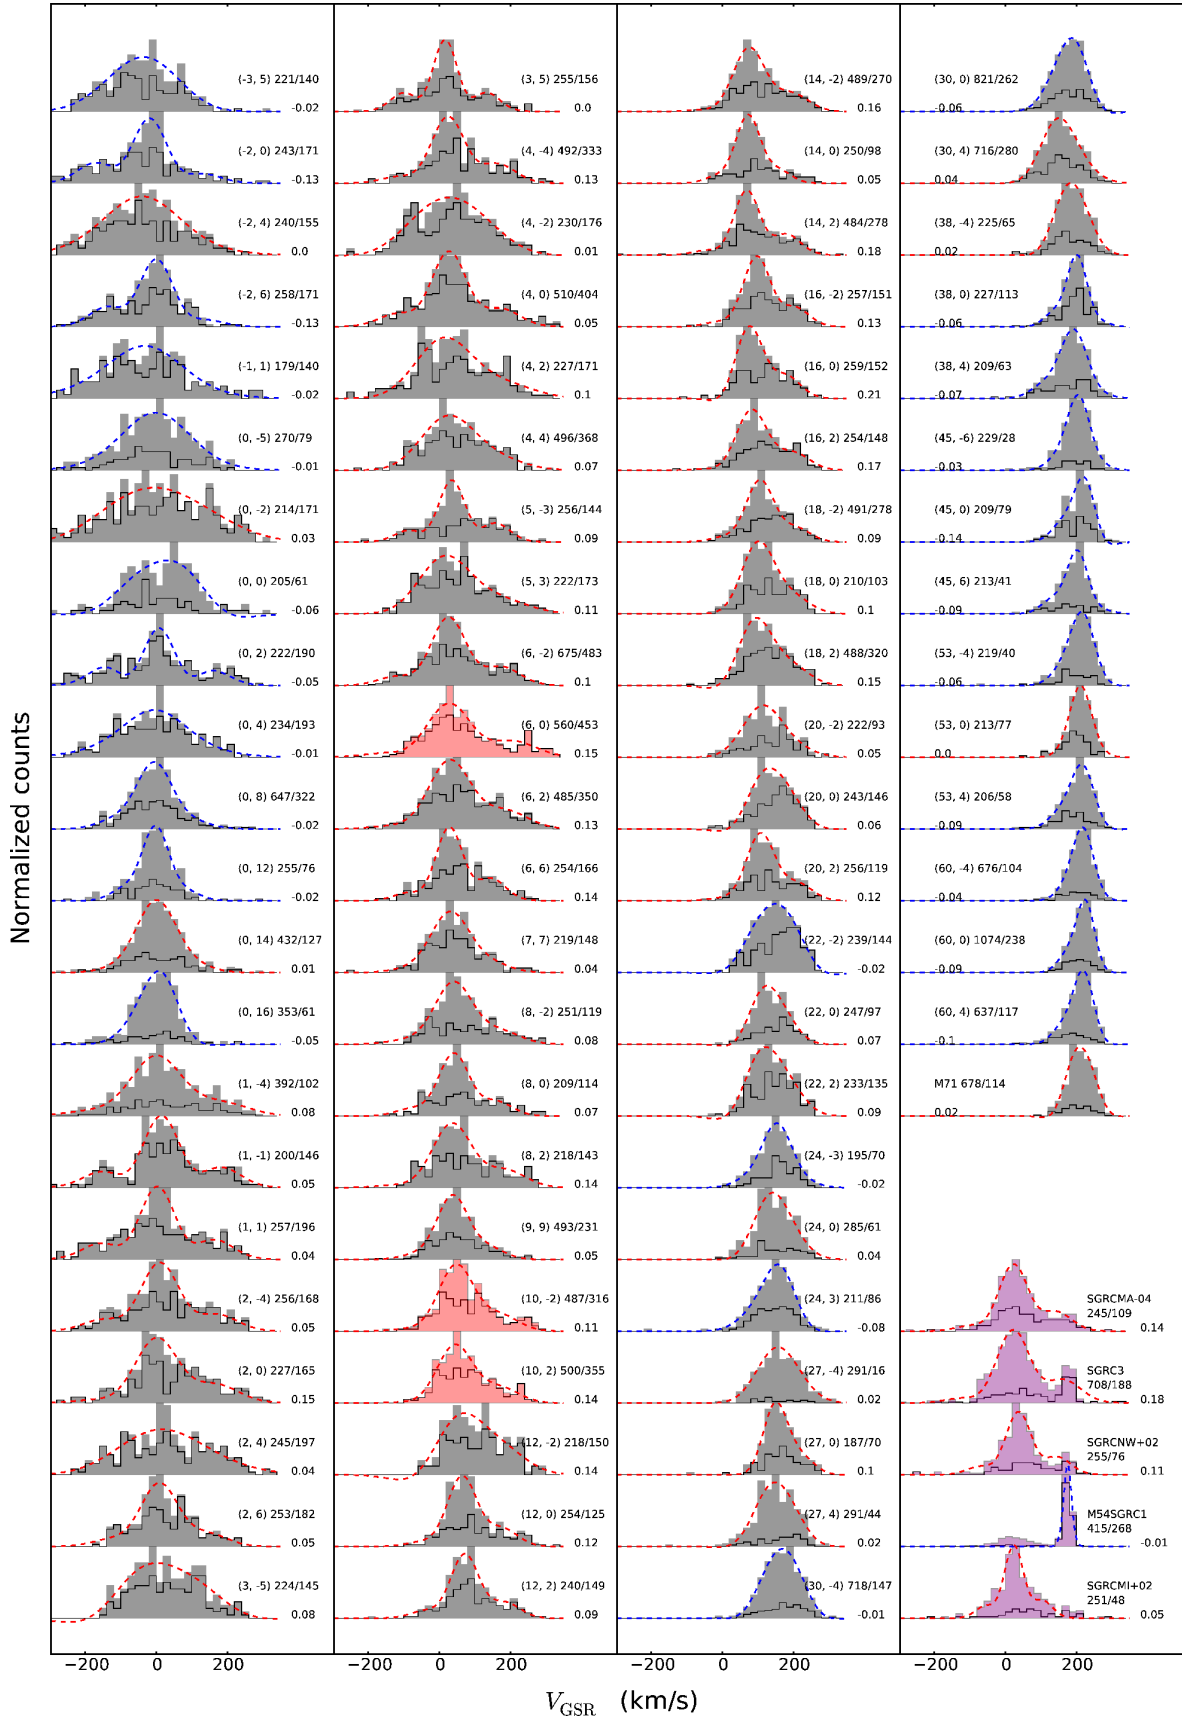 (-3, 5) 221/140
-0.02
(-2, 0) 243/171
-0.13
(-2, 4) 240/155
0.0
(-2, 6) 258/171
-0.13
(-1, 1) 179/140
-0.02
(0, -5) 270/79
-0.01
(0, -2) 214/171
0.03
(0, 0) 205/61
-0.06
(0, 2) 222/190
-0.05
(0, 4) 234/193
-0.01
(0, 8) 647/322
-0.02
(0, 12) 255/76
-0.02
(0, 14) 432/127
0.01
(0, 16) 353/61
-0.05
(1, -4) 392/102
0.08
(1, -1) 200/146
0.05
(1, 1) 257/196
0.04
(2, -4) 256/168
0.05
(2, 0) 227/165
0.15
(2, 4) 245/197
0.04
(2, 6) 253/182
0.05
(3, -5) 224/145
0.08
(3, 5) 255/156
0.0
(4, -4) 492/333
0.13
(4, -2) 230/176
0.01
(4, 0) 510/404
0.05
(4, 2) 227/171
0.1
(4, 4) 496/368
0.07
(5, -3) 256/144
0.09
(5, 3) 222/173
0.11
(6, -2) 675/483
0.1
(6, 0) 560/453
0.15
(6, 2) 485/350
0.13
(6, 6) 254/166
0.14
(7, 7) 219/148
0.04
(8, -2) 251/119
0.08
(8, 0) 209/114
0.07
(8, 2) 218/143
0.14
(9, 9) 493/231
0.05
(10, -2) 487/316
0.11
(10, 2) 500/355
0.14
(12, -2) 218/150
0.14
(12, 0) 254/125
0.12
(12, 2) 240/149
0.09
(14, -2) 489/270
0.16
(14, 0) 250/98
0.05
(14, 2) 484/278
0.18
(16, -2) 257/151
0.13
(16, 0) 259/152
0.21
(16, 2) 254/148
0.17
(18, -2) 491/278
0.09
(18, 0) 210/103
0.1
(18, 2) 488/320
0.15
(20, -2) 222/93
0.05
(20, 0) 243/146
0.06
(20, 2) 256/119
0.12
(22, -2) 239/144
-0.02
(22, 0) 247/97
0.07
(22, 2) 233/135
0.09
(24, -3) 195/70
-0.02
(24, 0) 285/61
0.04
(24, 3) 211/86
-0.08
(27, -4) 291/16
0.02
(27, 0) 187/70
0.1
(27, 4) 291/44
0.02
(30, -4) 718/147
-0.01
(30, 0) 821/262
-0.06
(30, 4) 716/280
0.04
(38, -4) 225/65
0.02
(38, 0) 227/113
-0.06
(38, 4) 209/63
-0.07
(45, -6) 229/28
-0.03
(45, 0) 209/79
-0.14
(45, 6) 213/41
-0.09
(53, -4) 219/40
-0.06
(53, 0) 213/77
0.0
(53, 4) 206/58
-0.09
(60, -4) 676/104
-0.04
(60, 0) 1074/238
-0.09
(60, 4) 637/117
-0.1
M71 678/114
0.02
SGRCMA-04
245/109
0.14
SGRC3
708/188
0.18
SGRCNW+02
255/76
0.11
M54SGRC1
415/268
-0.01
SGRCMI+02
251/48
0.05
Normalized counts
−200 0 200 −200 0 200 −200 0 200 −200 0 200
V_GSR (km/s)